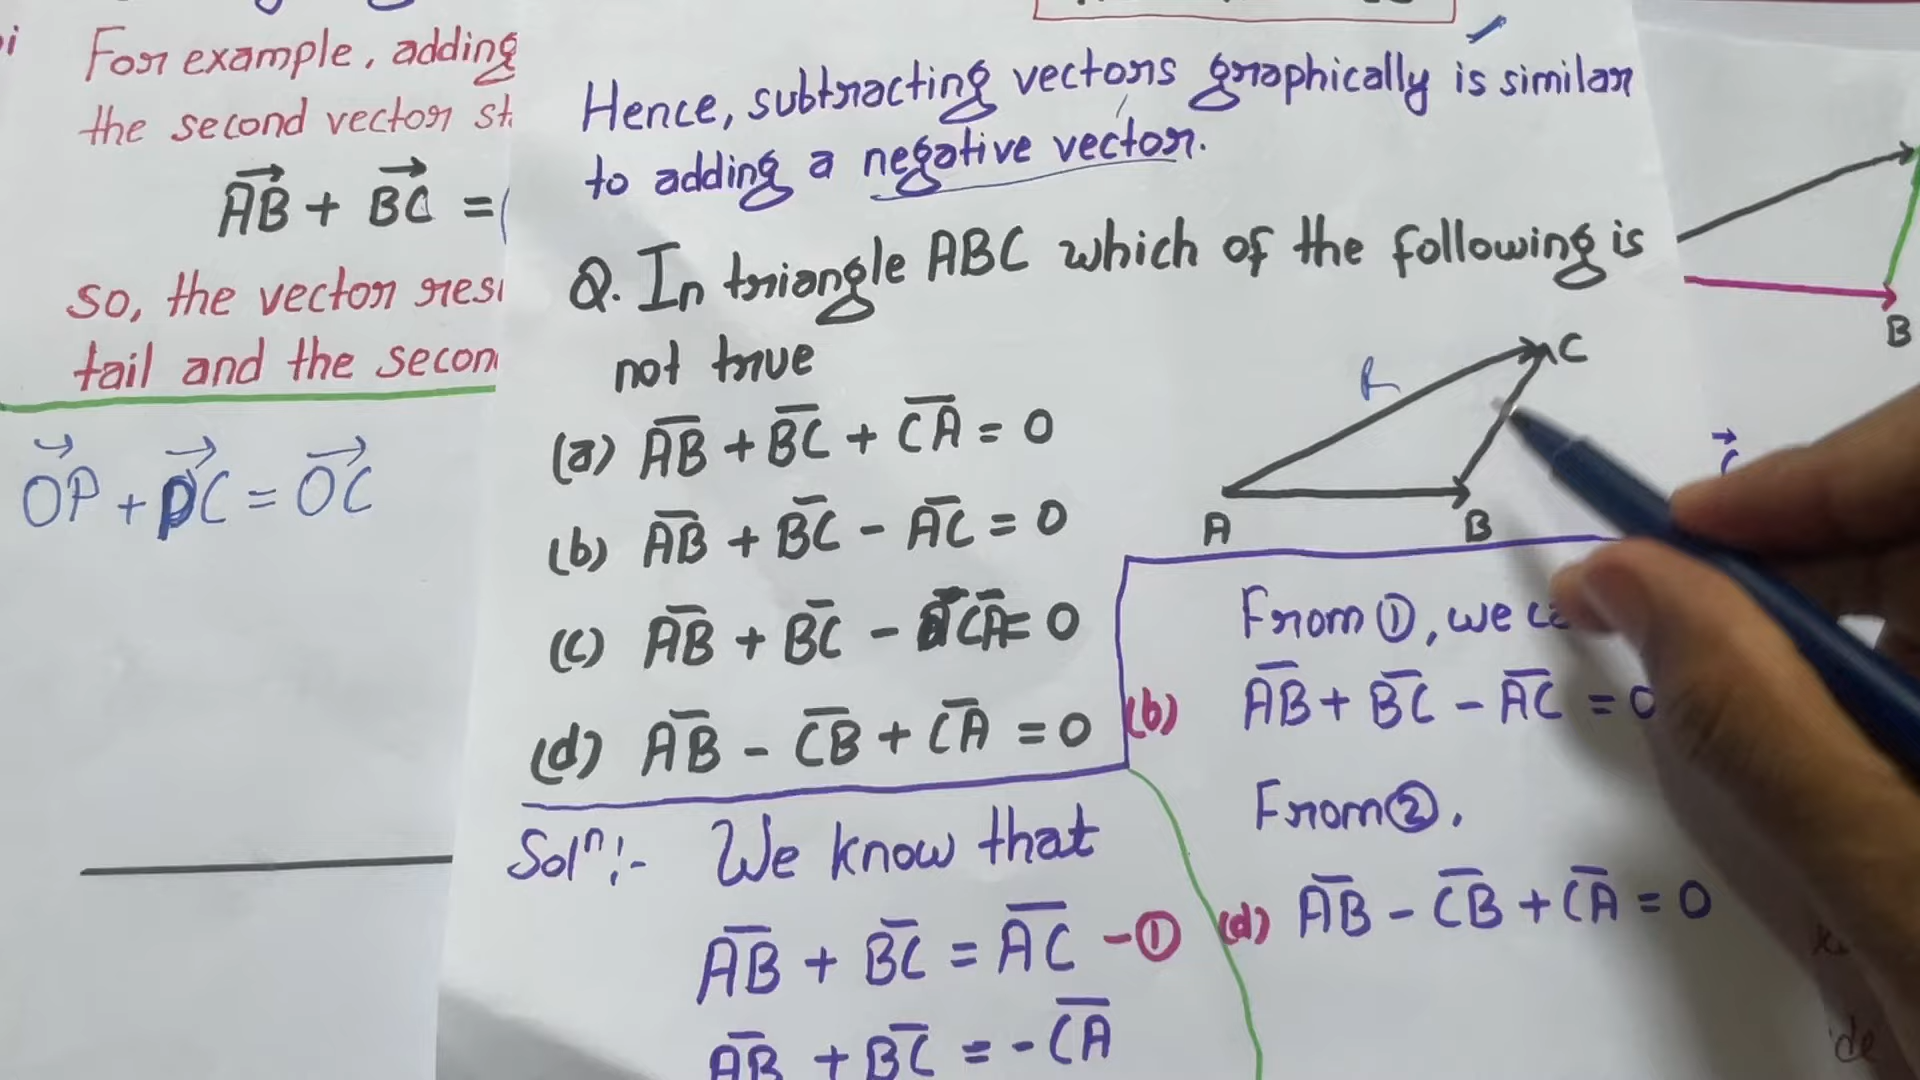 For example, adding
the second vector
AB + BC =
so, the vector
tail and the
OP + PC = OC
Hence, subtracting vectors graphically is similar
to adding a negative vector.
Q. In triangle ABC which of the following is
not true
(a) AB + BC + CA = 0
(b) AB + BC - AC = 0
(c) AB + BC - CA = 0
(d) AB - CB + CA = 0
R
C
A
B
B
Soln:- We know that
AB + BC = AC -①
AB + BC = -CA
From ①, we
(b) AB + BC - AC = 0
From ②,
(d) AB - CB + CA = 0